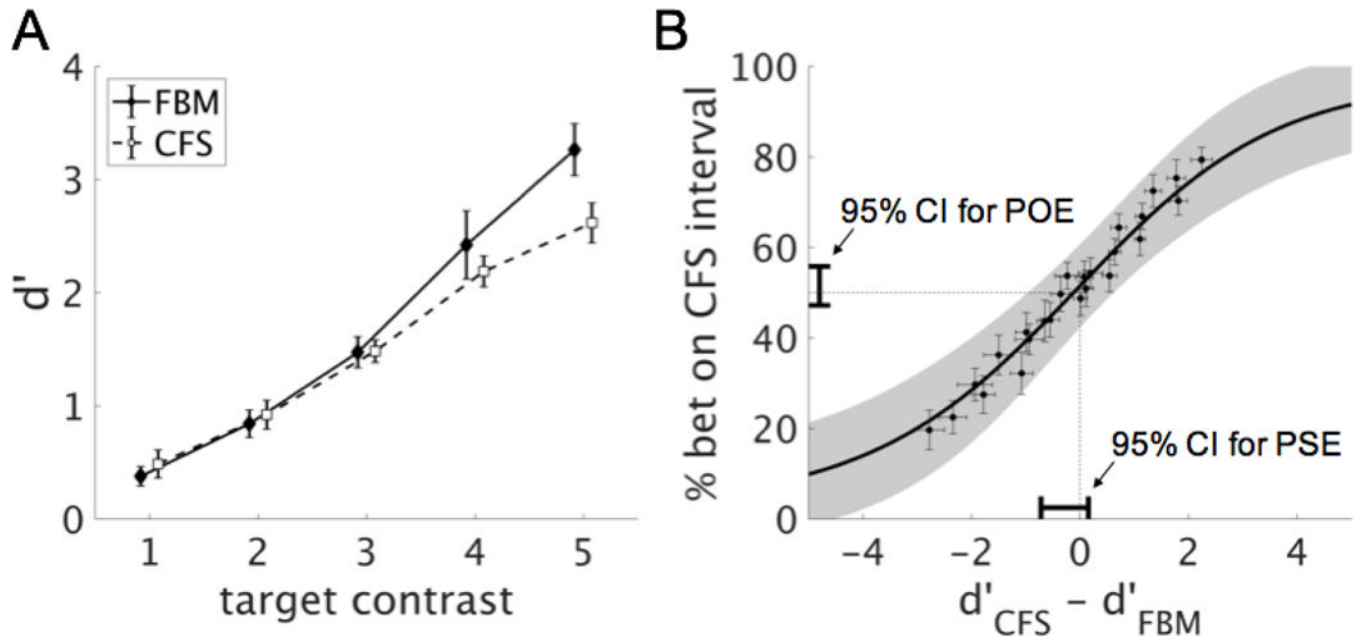 A
d'
4
3
2
1
0
FBM
CFS
1 2 3 4 5
target contrast
B
% bet on CFS interval
100
80
60
40
20
0
95% CI for POE
95% CI for PSE
−4 −2 0 2 4
d'CFS − d'FBM